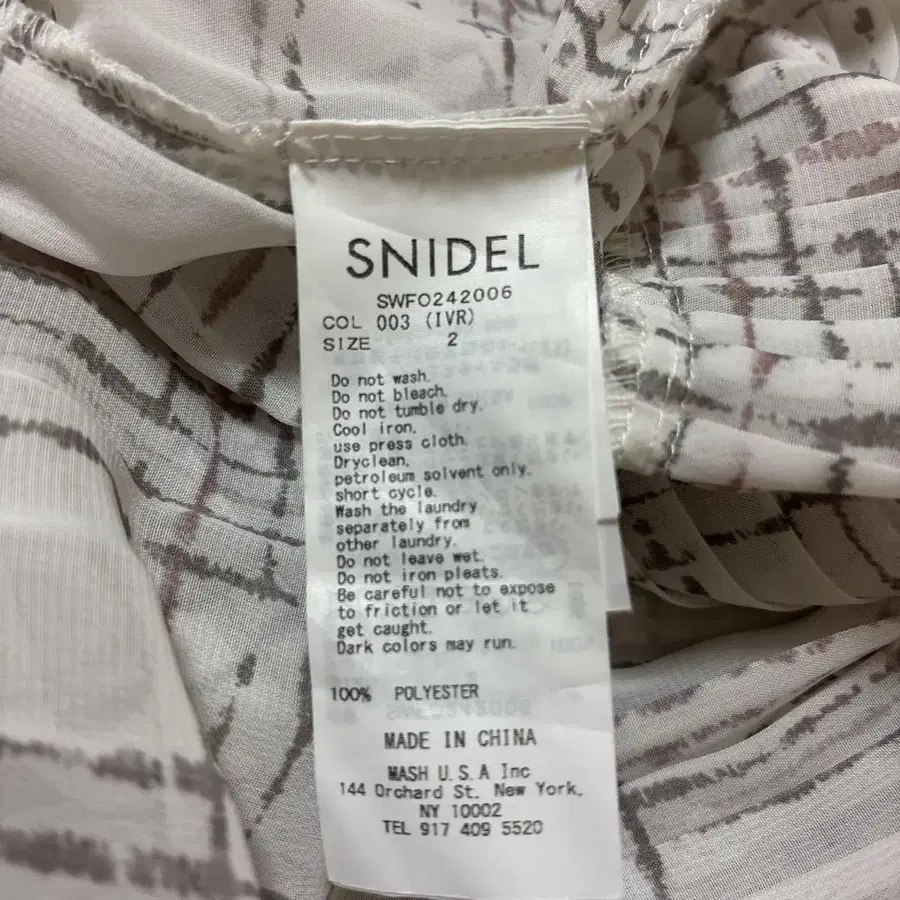 SNIDEL
SWFO242006
COL 003 (IVR)
SIZE 2
Do not wash.
Do not bleach.
Do not tumble dry.
Cool iron.
use press cloth.
Dryclean,
petroleum solvent only.
short cycle.
Wash the laundry
separately from
other laundry.
Do not leave wet.
Do not iron pleats.
Be careful not to expose
to friction or let it
get caught.
Dark colors may run.
100% POLYESTER
MADE IN CHINA
MASH U.S.A Inc
144 Orchard St. New York,
NY 10002
TEL 917 409 5520